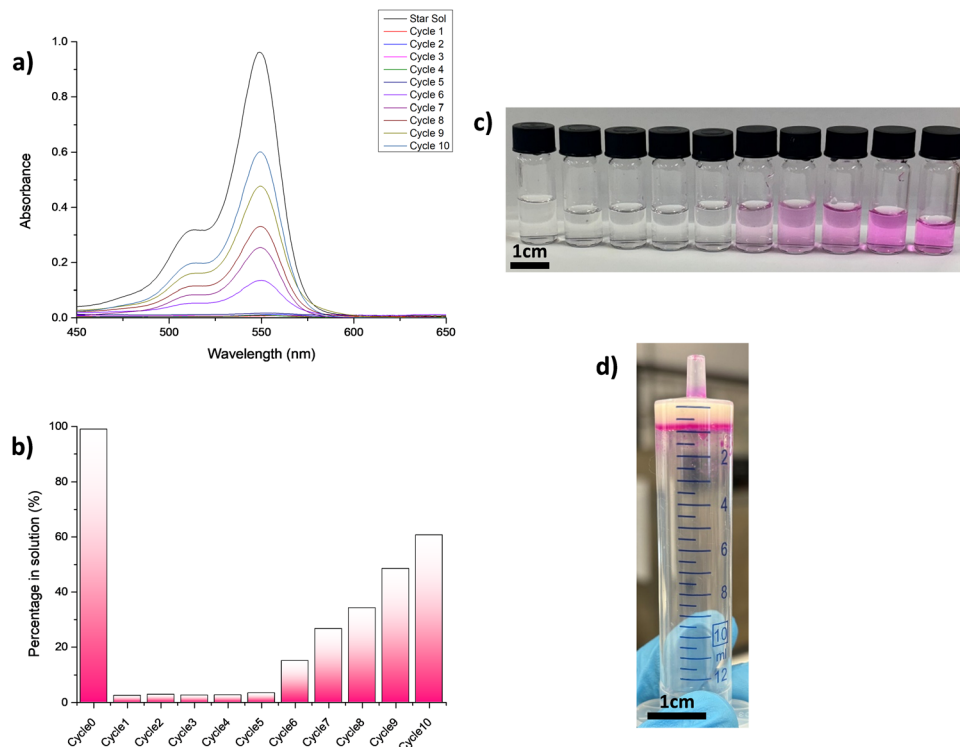 a)
Absorbance
1.0
0.8
0.6
0.4
0.2
0.0
450
500
550
600
650
Wavelength (nm)
Star Sol
Cycle 1
Cycle 2
Cycle 3
Cycle 4
Cycle 5
Cycle 6
Cycle 7
Cycle 8
Cycle 9
Cycle 10
c)
1cm
b)
Percentage in solution (%)
100
80
60
40
20
0
Cycle0
Cycle1
Cycle2
Cycle3
Cycle4
Cycle5
Cycle6
Cycle7
Cycle8
Cycle9
Cycle10
d)
2
4
6
8
10
ml
12
1cm